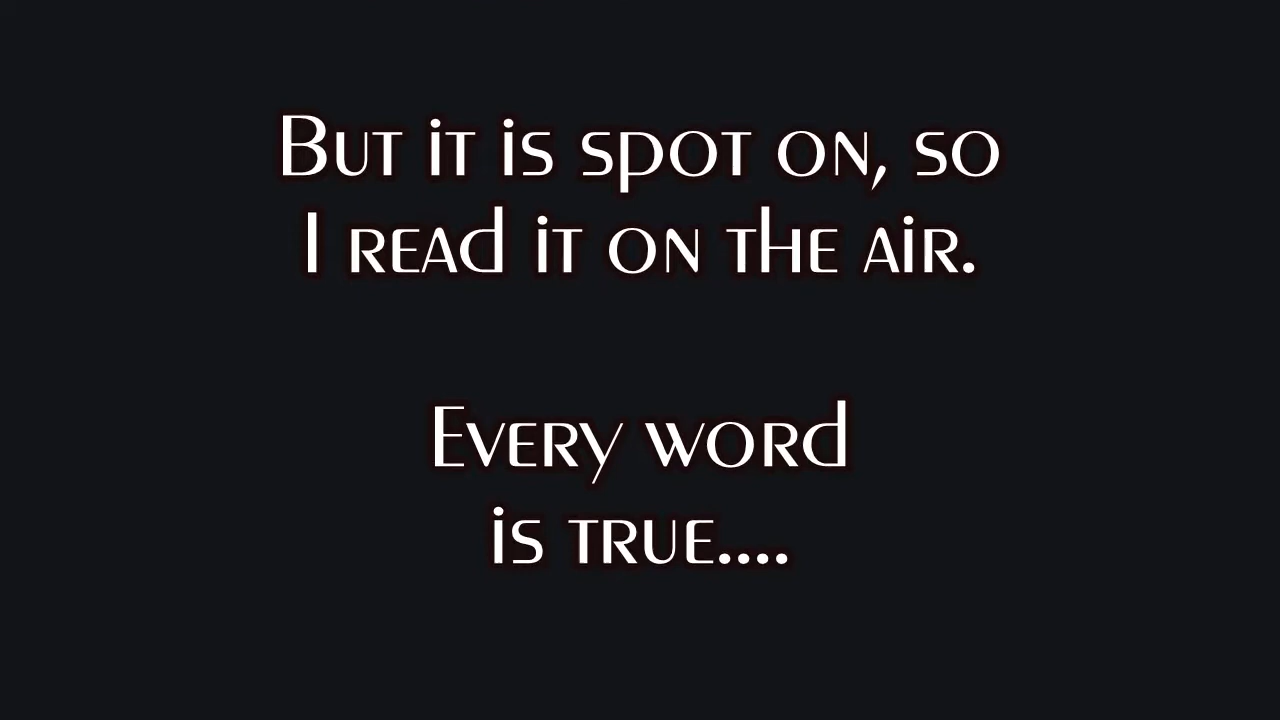 But it is spot on, so
I read it on the air.
Every word
is true....